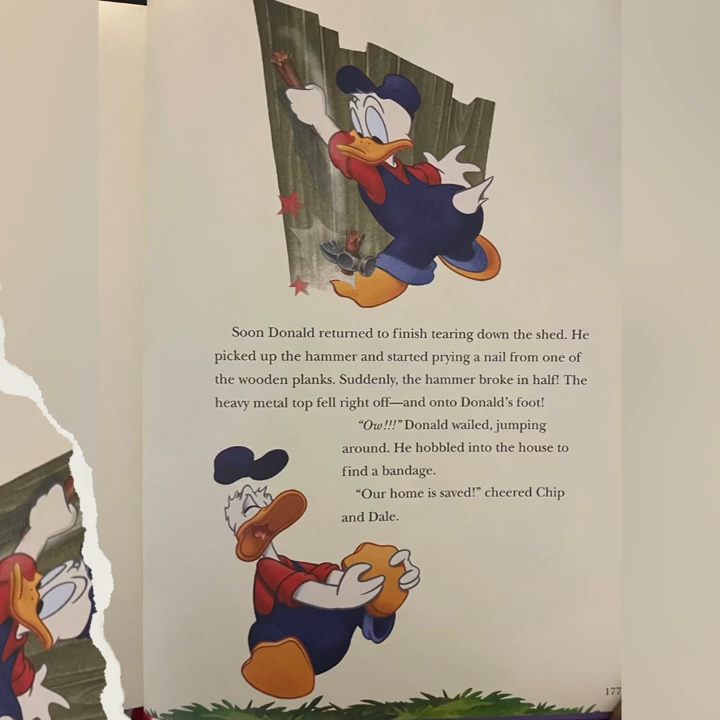 Soon Donald returned to finish tearing down the shed. He
picked up the hammer and started prying a nail from one of
the wooden planks. Suddenly, the hammer broke in half! The
heavy metal top fell right off—and onto Donald's foot!
"Ow!!!" Donald wailed, jumping
around. He hobbled into the house to
find a bandage.
"Our home is saved!" cheered Chip
and Dale.
177